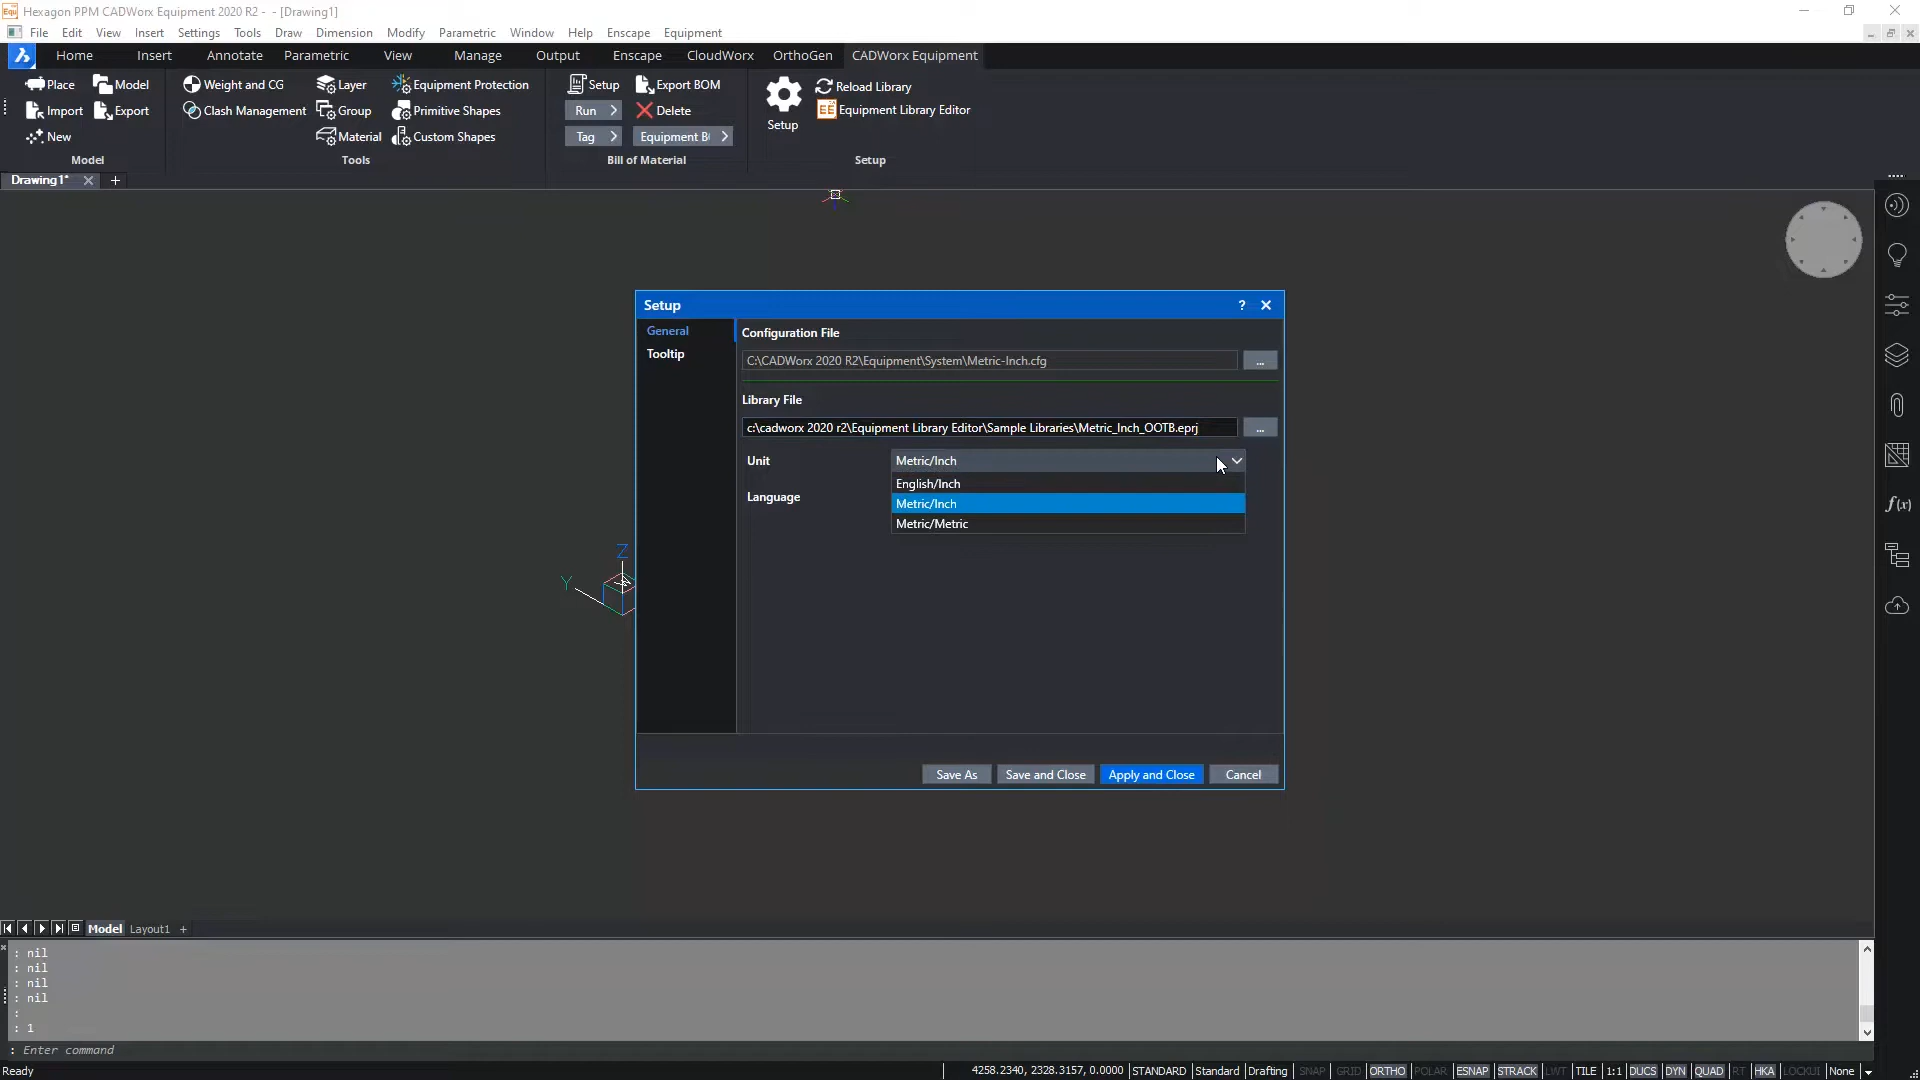 Hexagon PPM CADWorx Equipment 2020 R2 - - [Drawing1]
File Edit View Insert Settings Tools Draw Dimension Modify Parametric Window Help Enscape Equipment
Home Insert Annotate Parametric View Manage Output Enscape CloudWorx OrthoGen CADWorx Equipment
Place Model Weight and CG Layer Equipment Protection Setup Export BOM Reload Library
Import Export Clash Management Group Primitive Shapes Run Delete Equipment Library Editor
Setup
New Material Custom Shapes Tag Equipment B
Model Tools Bill of Material Setup
Drawing1*
Setup
General
Tooltip
Configuration File
C:\CADWorx 2020 R2\Equipment\System\Metric-Inch.cfg
...
Library File
c:\cadworx 2020 r2\Equipment Library Editor\Sample Libraries\Metric_Inch_OOTB.eprj
...
Unit Metric/Inch
English/Inch
Language Metric/Inch
Metric/Metric
Z
Y
Save As Save and Close Apply and Close Cancel
f(x)
Model Layout1 +
: nil
: nil
: nil
: nil
:
: 1
: Enter command
Ready 4258.2340, 2328.3157, 0.0000 STANDARD Standard Drafting SNAP GRID ORTHO POLAR ESNAP STRACK LWT TILE 1:1 DUCS DYN QUAD RT HKA LOCKUI None